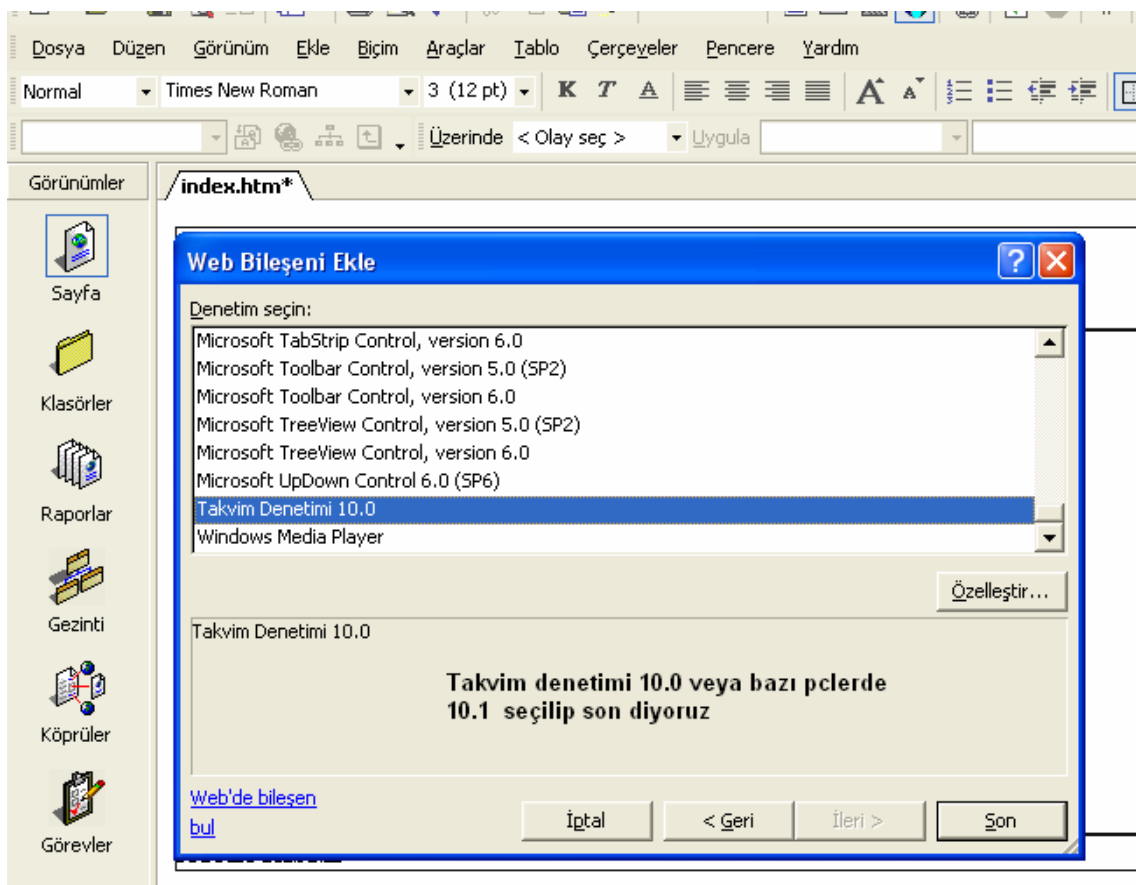 Dosya Düzen Görünüm Ekle Biçim Araçlar Tablo Çerçeveler Pencere Yardım
Normal Times New Roman 3 (12 pt) K T A A A
Üzerinde < Olay seç > Uygula
Görünümler index.htm*
Web Bileşeni Ekle
Sayfa
Denetim seçin:
Microsoft TabStrip Control, version 6.0
Microsoft Toolbar Control, version 5.0 (SP2)
Microsoft Toolbar Control, version 6.0
Microsoft TreeView Control, version 5.0 (SP2)
Microsoft TreeView Control, version 6.0
Microsoft UpDown Control 6.0 (SP6)
Takvim Denetimi 10.0
Windows Media Player
Klasörler
Raporlar
Özelleştir...
Gezinti
Takvim Denetimi 10.0
Takvim denetimi 10.0 veya bazı pclerde
10.1 seçilip son diyoruz
Köprüler
Web'de bileşen
bul
İptal < Geri İleri > Son
Görevler